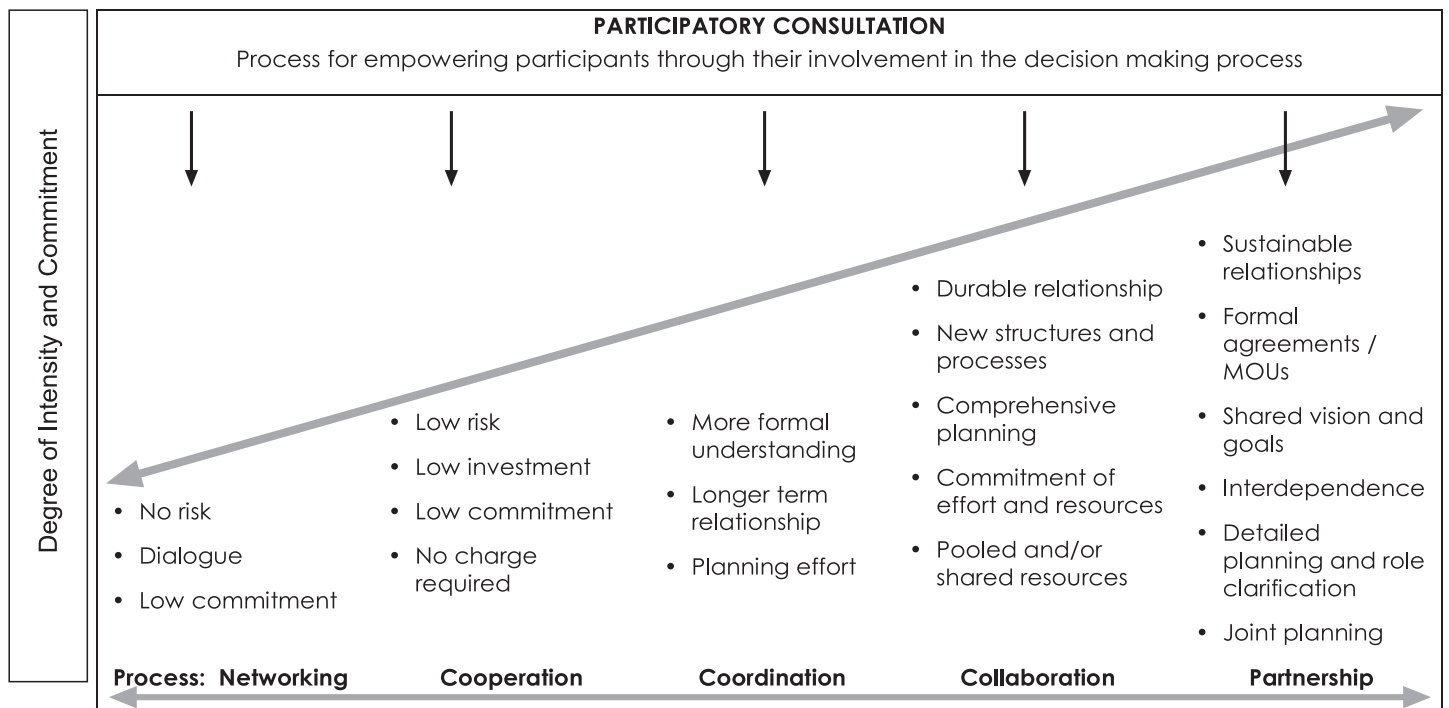 PARTICIPATORY CONSULTATION
Process for empowering participants through their involvement in the decision making process
Degree of Intensity and Commitment
• No risk
• Dialogue
• Low commitment
• Low risk
• Low investment
• Low commitment
• No charge
required
• More formal
understanding
• Longer term
relationship
• Planning effort
• Durable relationship
• New structures and
processes
• Comprehensive
planning
• Commitment of
effort and resources
• Pooled and/or
shared resources
• Sustainable
relationships
• Formal
agreements /
MOUs
• Shared vision and
goals
• Interdependence
• Detailed
planning and role
clarification
• Joint planning
Process: Networking Cooperation Coordination Collaboration Partnership